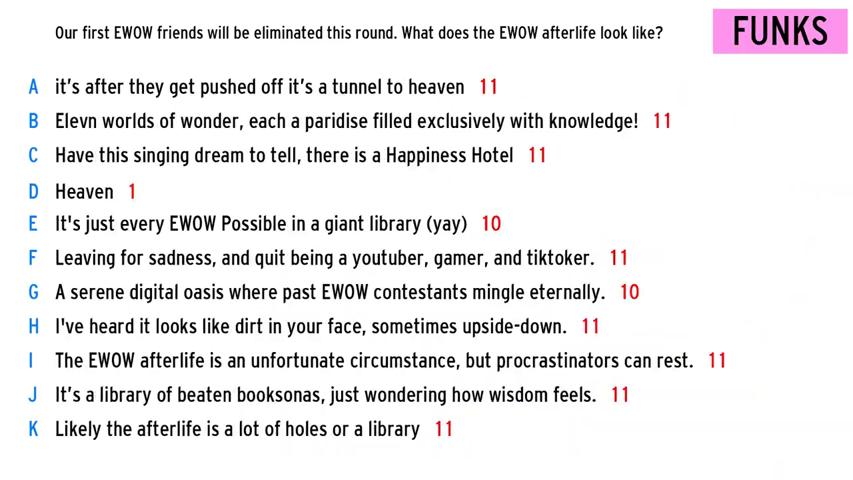 Our first EWOW friends will be eliminated this round. What does the EWOW afterlife look like?
FUNKS
A it's after they get pushed off it's a tunnel to heaven 11
B Elevn worlds of wonder, each a paridise filled exclusively with knowledge! 11
C Have this singing dream to tell, there is a Happiness Hotel 11
D Heaven 1
E It's just every EWOW Possible in a giant library (yay) 10
F Leaving for sadness, and quit being a youtuber, gamer, and tiktoker. 11
G A serene digital oasis where past EWOW contestants mingle eternally. 10
H I've heard it looks like dirt in your face, sometimes upside-down. 11
I The EWOW afterlife is an unfortunate circumstance, but procrastinators can rest. 11
J It's a library of beaten booksonas, just wondering how wisdom feels. 11
K Likely the afterlife is a lot of holes or a library 11